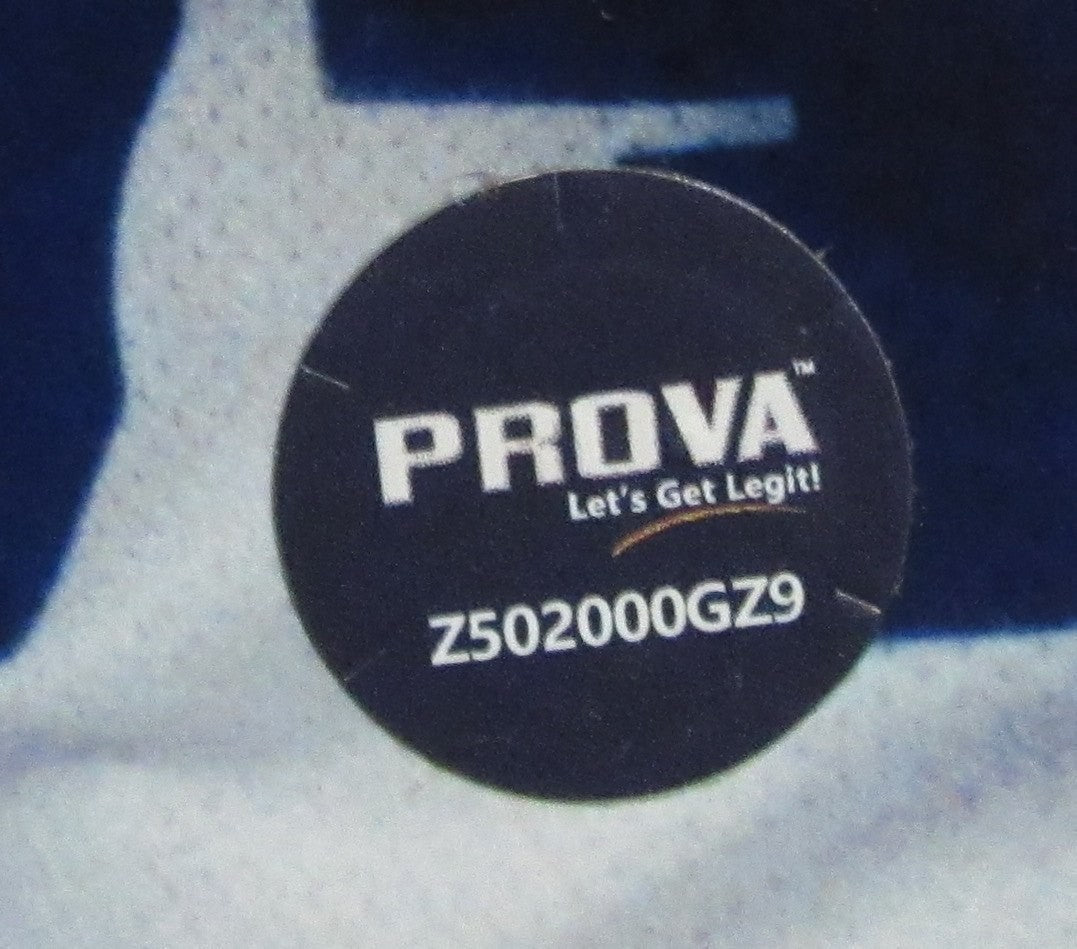 PROVA™
Let's Get Legit!
Z502000GZ9